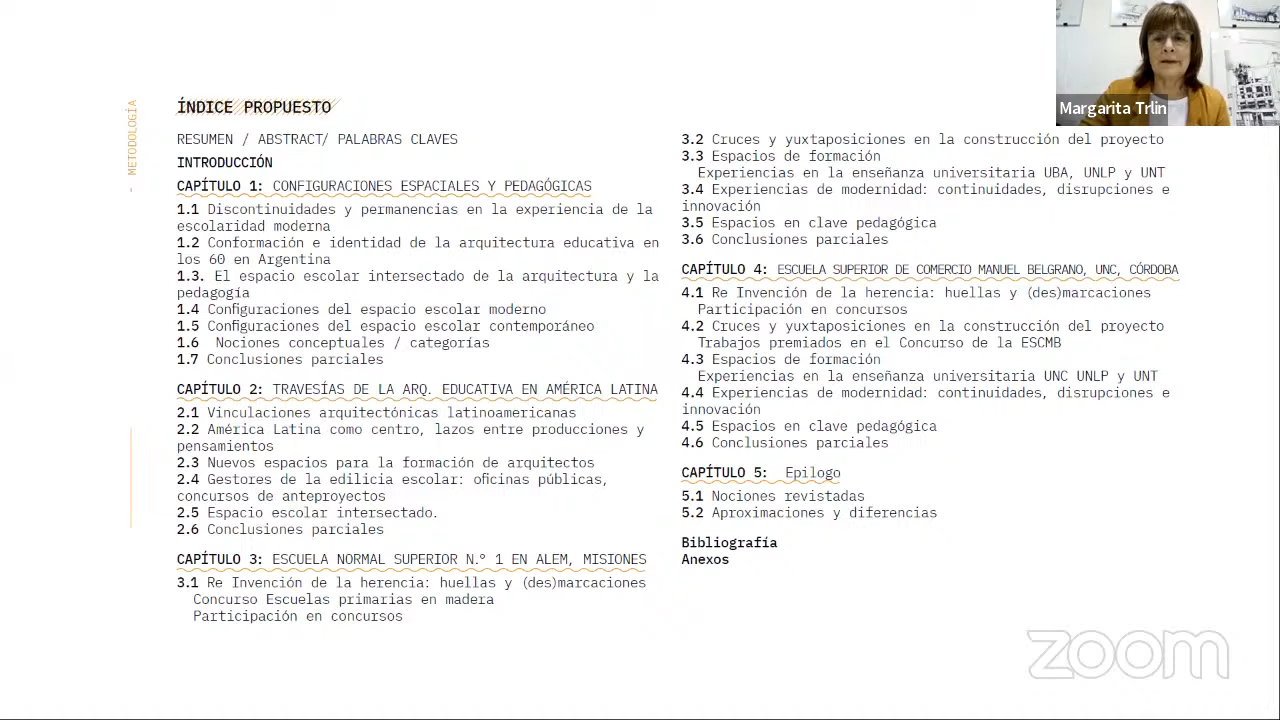 - METODOLOGÍA
ÍNDICE PROPUESTO
RESUMEN / ABSTRACT/ PALABRAS CLAVES
INTRODUCCIÓN
CAPÍTULO 1: CONFIGURACIONES ESPACIALES Y PEDAGÓGICAS
1.1 Discontinuidades y permanencias en la experiencia de la
escolaridad moderna
1.2 Conformación e identidad de la arquitectura educativa en
los 60 en Argentina
1.3. El espacio escolar intersectado de la arquitectura y la
pedagogía
1.4 Configuraciones del espacio escolar moderno
1.5 Configuraciones del espacio escolar contemporáneo
1.6 Nociones conceptuales / categorías
1.7 Conclusiones parciales
CAPÍTULO 2: TRAVESÍAS DE LA ARQ. EDUCATIVA EN AMÉRICA LATINA
2.1 Vinculaciones arquitectónicas latinoamericanas
2.2 América Latina como centro, lazos entre producciones y
pensamientos
2.3 Nuevos espacios para la formación de arquitectos
2.4 Gestores de la edilicia escolar: oficinas públicas,
concursos de anteproyectos
2.5 Espacio escolar intersectado.
2.6 Conclusiones parciales
CAPÍTULO 3: ESCUELA NORMAL SUPERIOR N.º 1 EN ALEM, MISIONES
3.1 Re Invención de la herencia: huellas y (des)marcaciones
Concurso Escuelas primarias en madera
Participación en concursos
3.2 Cruces y yuxtaposiciones en la construcción del proyecto
3.3 Espacios de formación
Experiencias en la enseñanza universitaria UBA, UNLP y UNT
3.4 Experiencias de modernidad: continuidades, disrupciones e
innovación
3.5 Espacios en clave pedagógica
3.6 Conclusiones parciales
CAPÍTULO 4: ESCUELA SUPERIOR DE COMERCIO MANUEL BELGRANO, UNC, CÓRDOBA
4.1 Re Invención de la herencia: huellas y (des)marcaciones
Participación en concursos
4.2 Cruces y yuxtaposiciones en la construcción del proyecto
Trabajos premiados en el Concurso de la ESCMB
4.3 Espacios de formación
Experiencias en la enseñanza universitaria UNC UNLP y UNT
4.4 Experiencias de modernidad: continuidades, disrupciones e
innovación
4.5 Espacios en clave pedagógica
4.6 Conclusiones parciales
CAPÍTULO 5: Epilogo
5.1 Nociones revistadas
5.2 Aproximaciones y diferencias
Bibliografía
Anexos
Margarita Trlin
zoom